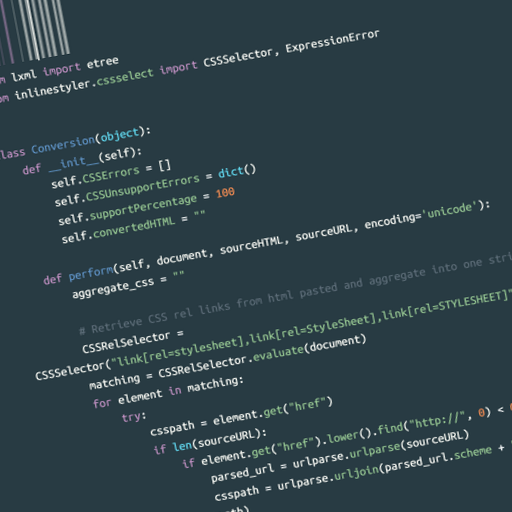 lxml import etree
inlinestyler.cssselect import CSSSelector, ExpressionError
class Conversion(object):
def __init__(self):
self.CSSErrors = []
self.CSSUnsupportErrors = dict()
self.supportPercentage = 100
self.convertedHTML = ""
def perform(self, document, sourceHTML, sourceURL, encoding='unicode'):
aggregate_css = ""
# Retrieve CSS rel links from html pasted and aggregate into one
CSSRelSelector =
CSSSelector("link[rel=stylesheet],link[rel=StyleSheet],link[rel=STYLESHEET]"
matching = CSSRelSelector.evaluate(document)
for element in matching:
try:
csspath = element.get("href")
if len(sourceURL):
if element.get("href").lower().find("http://", 0) <
parsed_url = urlparse.urlparse(sourceURL)
csspath = urlparse.urljoin(parsed_url.scheme +